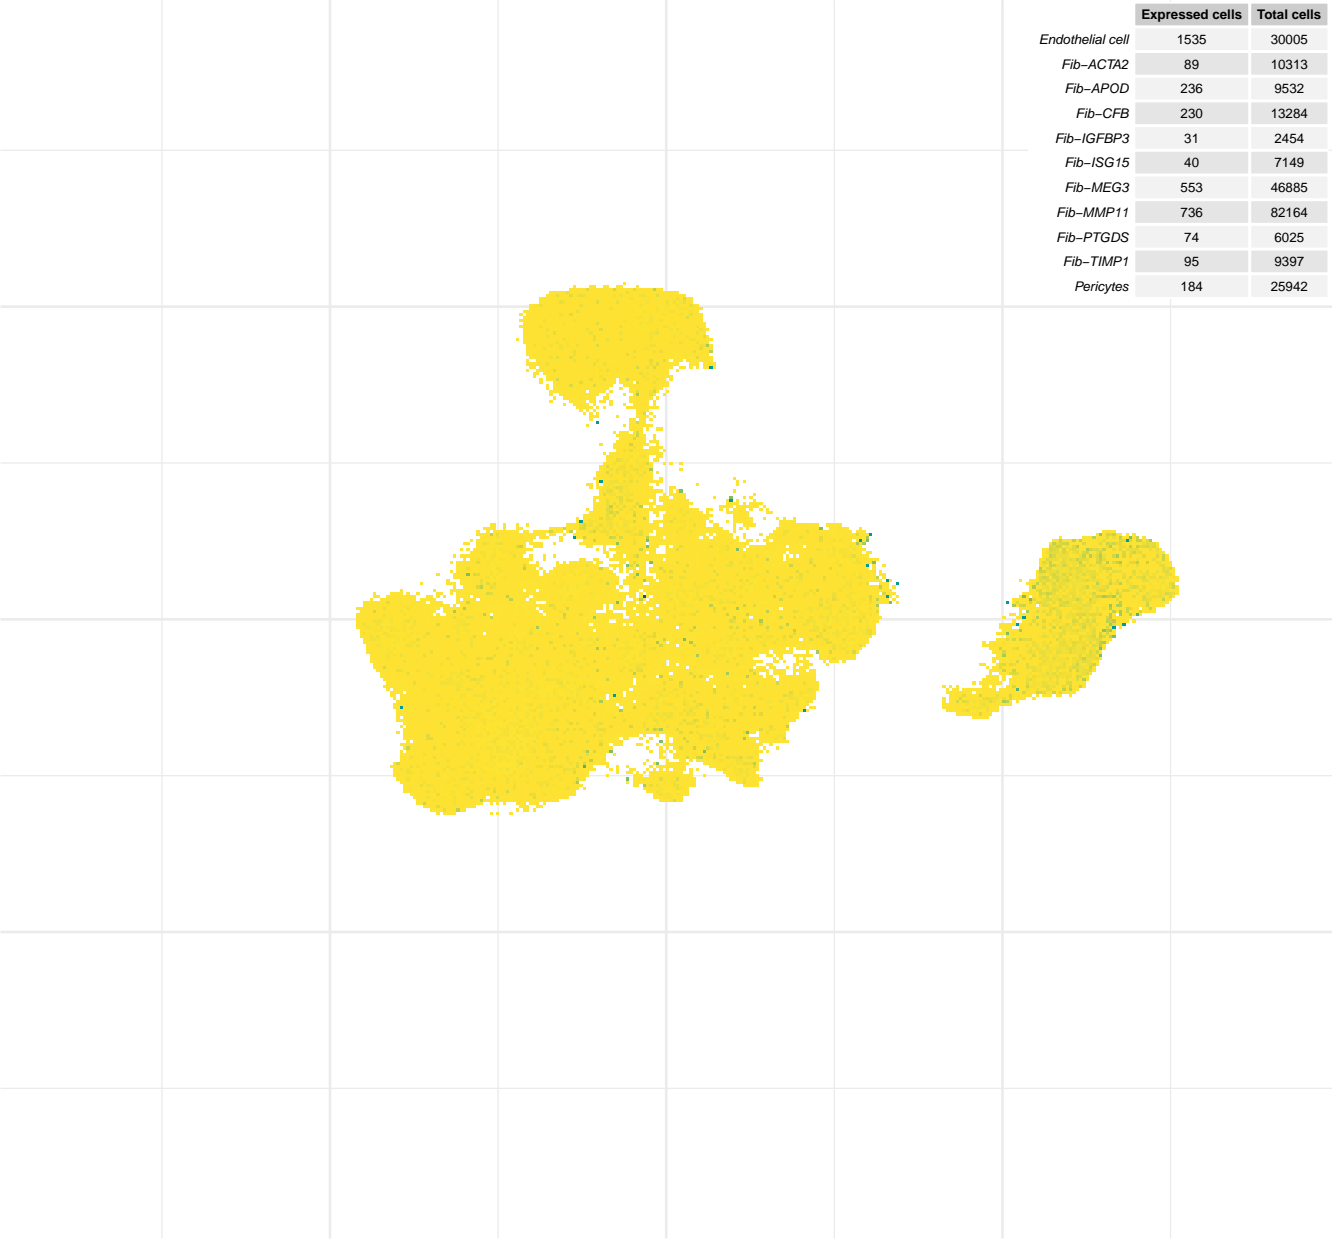 Expressed cells Total cells
Endothelial cell 1535 30005
Fib−ACTA2 89 10313
Fib−APOD 236 9532
Fib−CFB 230 13284
Fib−IGFBP3 31 2454
Fib−ISG15 40 7149
Fib−MEG3 553 46885
Fib−MMP11 736 82164
Fib−PTGDS 74 6025
Fib−TIMP1 95 9397
Pericytes 184 25942